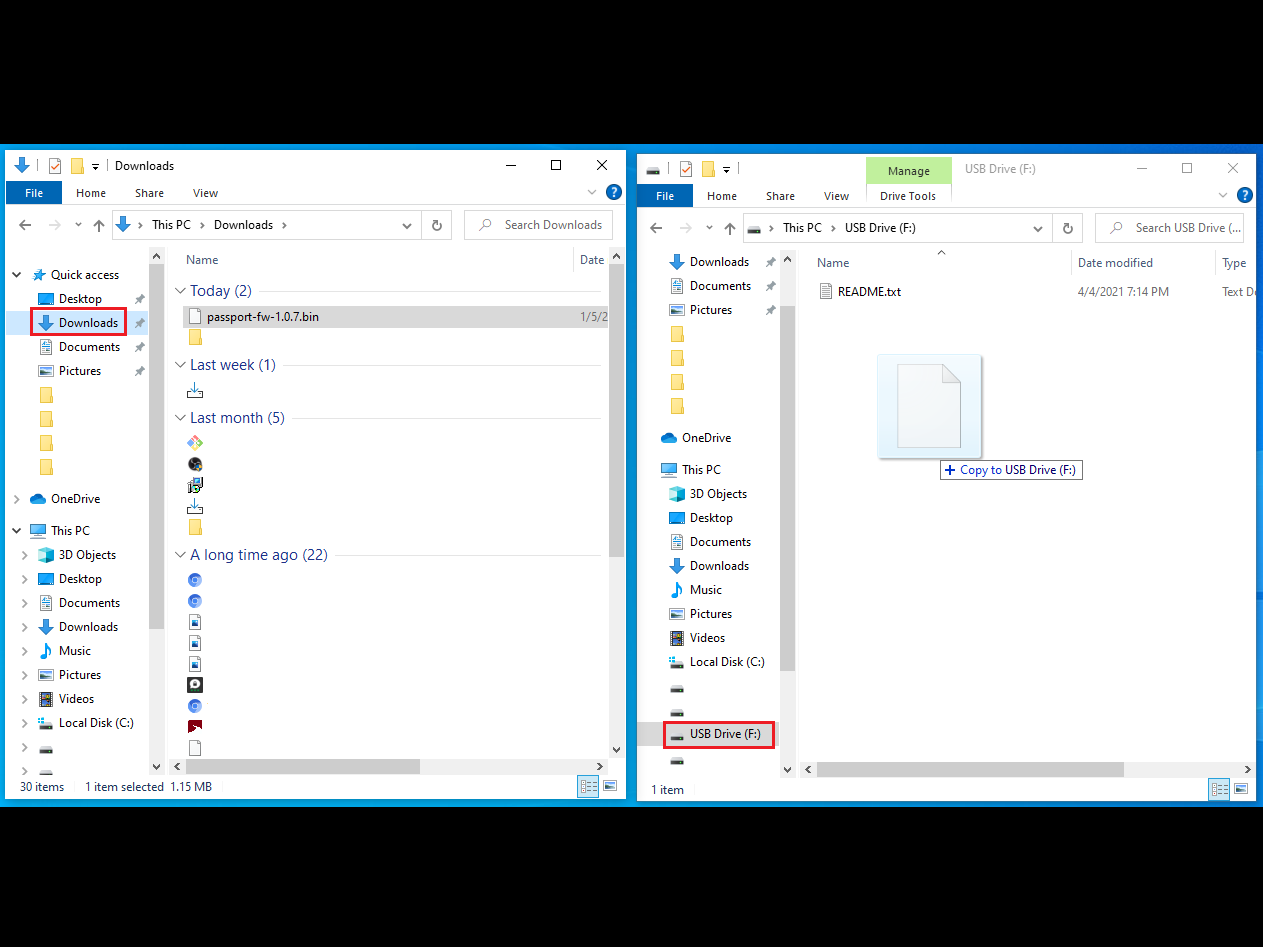 Downloads
File Home Share View
This PC Downloads
Search Downloads
Quick access
Desktop
Downloads
Documents
Pictures
OneDrive
This PC
3D Objects
Desktop
Documents
Downloads
Music
Pictures
Videos
Local Disk (C:)
Name Date
Today (2)
passport-fw-1.0.7.bin 1/5/2
Last week (1)
Last month (5)
A long time ago (22)
30 items 1 item selected 1.15 MB
Manage USB Drive (F:)
File Home Share View Drive Tools
This PC USB Drive (F:)
Search USB Drive (...
Downloads
Documents
Pictures
OneDrive
This PC
3D Objects
Desktop
Documents
Downloads
Music
Pictures
Videos
Local Disk (C:)
USB Drive (F:)
Name Date modified Type
README.txt 4/4/2021 7:14 PM Text Do
+ Copy to USB Drive (F:)
1 item